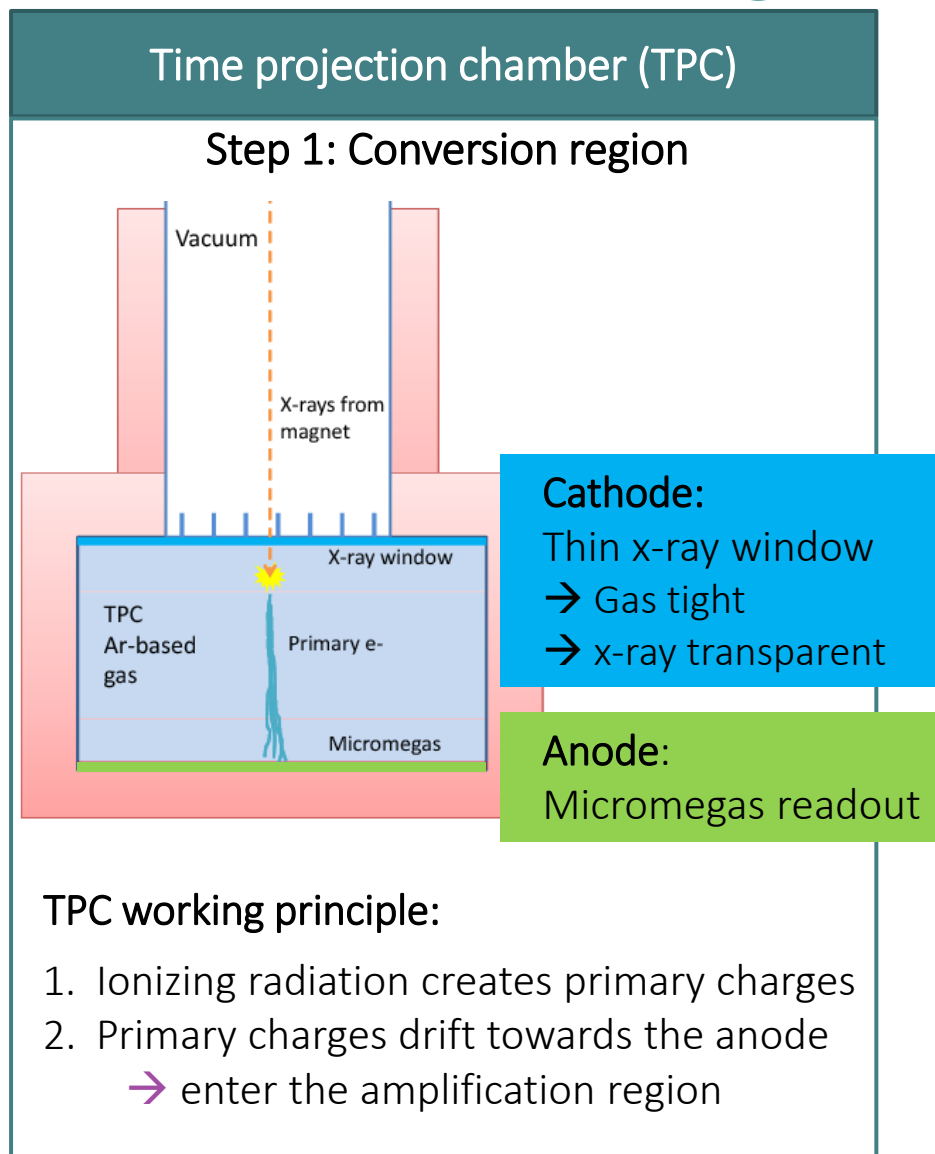 Time projection chamber (TPC)
Step 1: Conversion region
Vacuum
X-rays from
magnet
X-ray window
TPC
Ar-based
gas
Primary e-
Micromegas
Cathode:
Thin x-ray window
→ Gas tight
→ x-ray transparent
Anode:
Micromegas readout
TPC working principle:
1. Ionizing radiation creates primary charges
2. Primary charges drift towards the anode
→ enter the amplification region